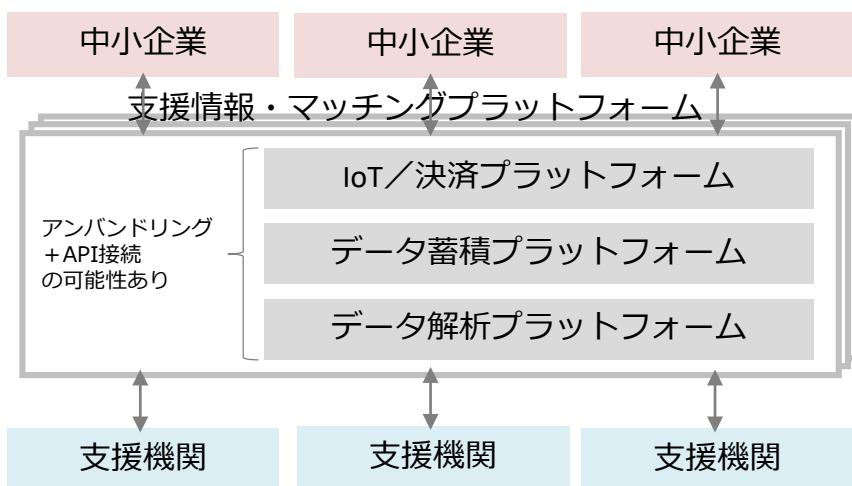 中小企業
中小企業
中小企業
支援情報・マッチングプラットフォーム
IoT／決済プラットフォーム
アンバンドリング
＋API接続
の可能性あり
データ蓄積プラットフォーム
データ解析プラットフォーム
支援機関
支援機関
支援機関